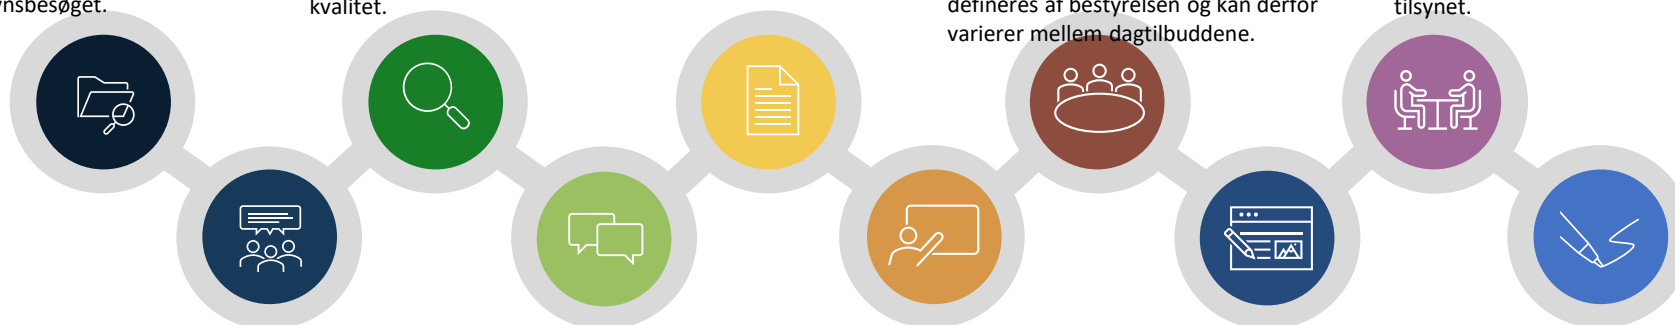 kvalitet.
defineres af bestyrelsen og kan derfor
varierer mellem dagtilbuddene.
tilsynet.